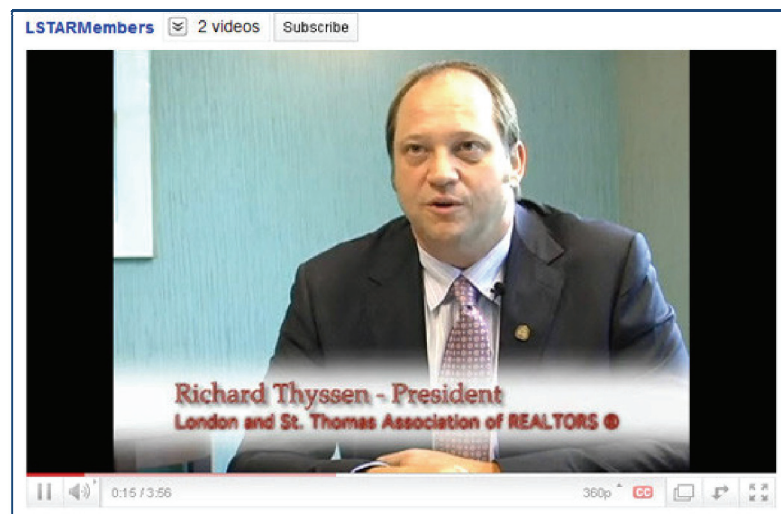 LSTARMembers 2 videos Subscribe
Richard Thyssen - President
London and St. Thomas Association of REALTORS ®
0:15 / 3:56 360p CC